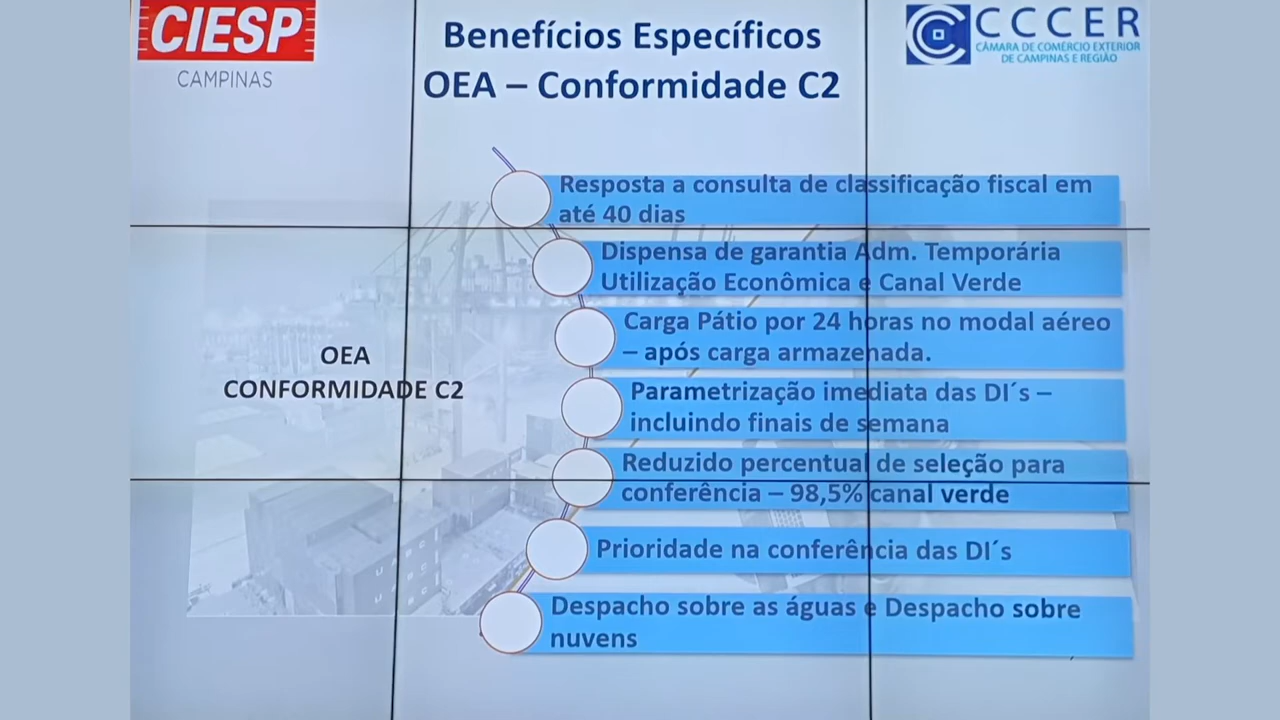 CIESP
CAMPINAS
Benefícios Específicos
OEA – Conformidade C2
CCCER
CÂMARA DE COMÉRCIO EXTERIOR
DE CAMPINAS E REGIÃO
OEA
CONFORMIDADE C2
Resposta a consulta de classificação fiscal em
até 40 dias
Dispensa de garantia Adm. Temporária
Utilização Econômica e Canal Verde
Carga Pátio por 24 horas no modal aéreo
– após carga armazenada.
Parametrização imediata das DI´s –
incluindo finais de semana
Reduzido percentual de seleção para
conferência – 98,5% canal verde
Prioridade na conferência das DI´s
Despacho sobre as águas e Despacho sobre
nuvens